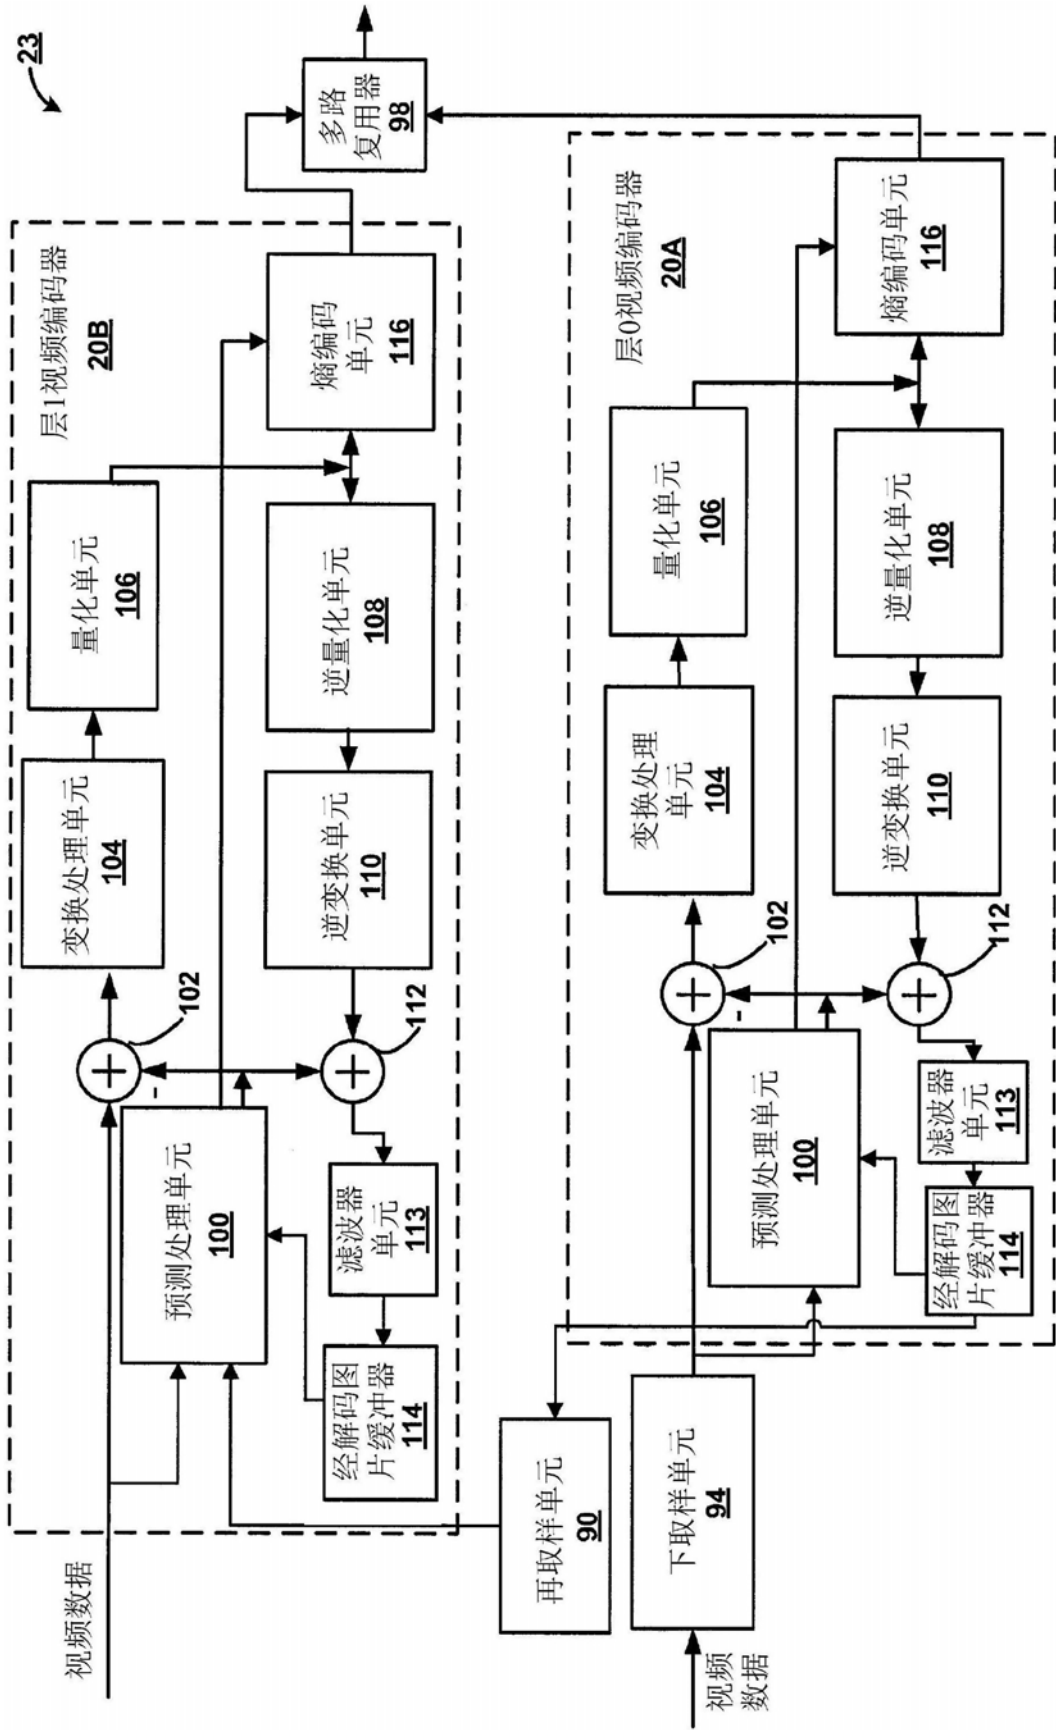 23
层1视频编码器
20B
视频数据
预测处理单元
100
102
变换处理单元
104
量化单元
106
多路
复用器
98
熵编码
单元
116
逆量化单元
108
逆变换单元
110
112
滤波器
单元
113
经解码图
片缓冲器
114
再取样单元
90
层0视频编码器
20A
视频
数据
下取样单元
94
预测处理单元
100
102
变换处理
单元
104
量化单元
106
熵编码单元
116
逆量化单元
108
逆变换单元
110
112
滤波器
单元
113
经解码图
片缓冲器
114